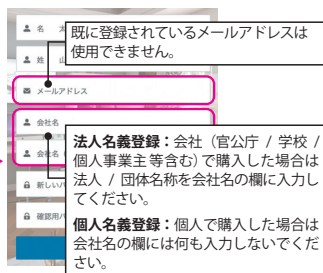 名 太
既に登録されているメールアドレスは
使用できません。
姓 山
メールアドレス
会社名
法人名義登録：会社（官公庁 / 学校 /
個人事業主等含む）で購入した場合は
法人 / 団体名称を会社名の欄に入力し
てください。
会社名（
新しいパ
確認用パ
個人名義登録：個人で購入した場合は
会社名の欄には何も入力しないでくだ
さい。